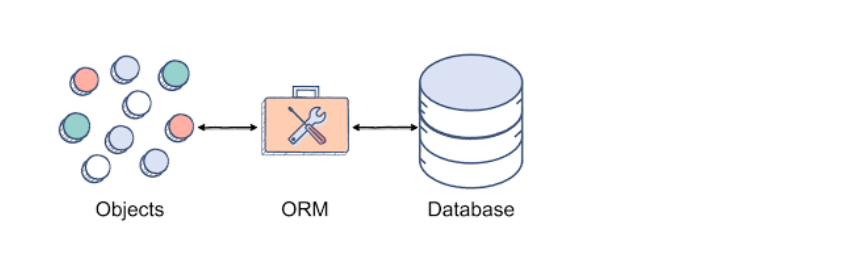 Objects
ORM
Database